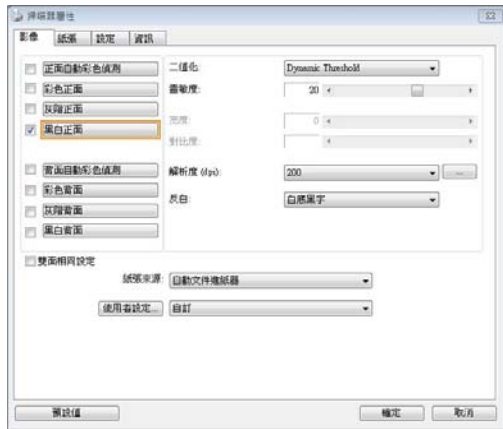 掃描器屬性
影像 紙張 設定 資訊
正面自動彩色偵測
彩色正面
灰階正面
黑白正面
背面自動彩色偵測
彩色背面
灰階背面
黑白背面
二值化: Dynamic Threshold
靈敏度: 20
亮度: 0
對比度:
解析度 (dpi): 200 ...
反白: 白底黑字
雙面相同設定
紙張來源: 自動文件進紙器
使用者設定... 自訂
預設值 確定 取消